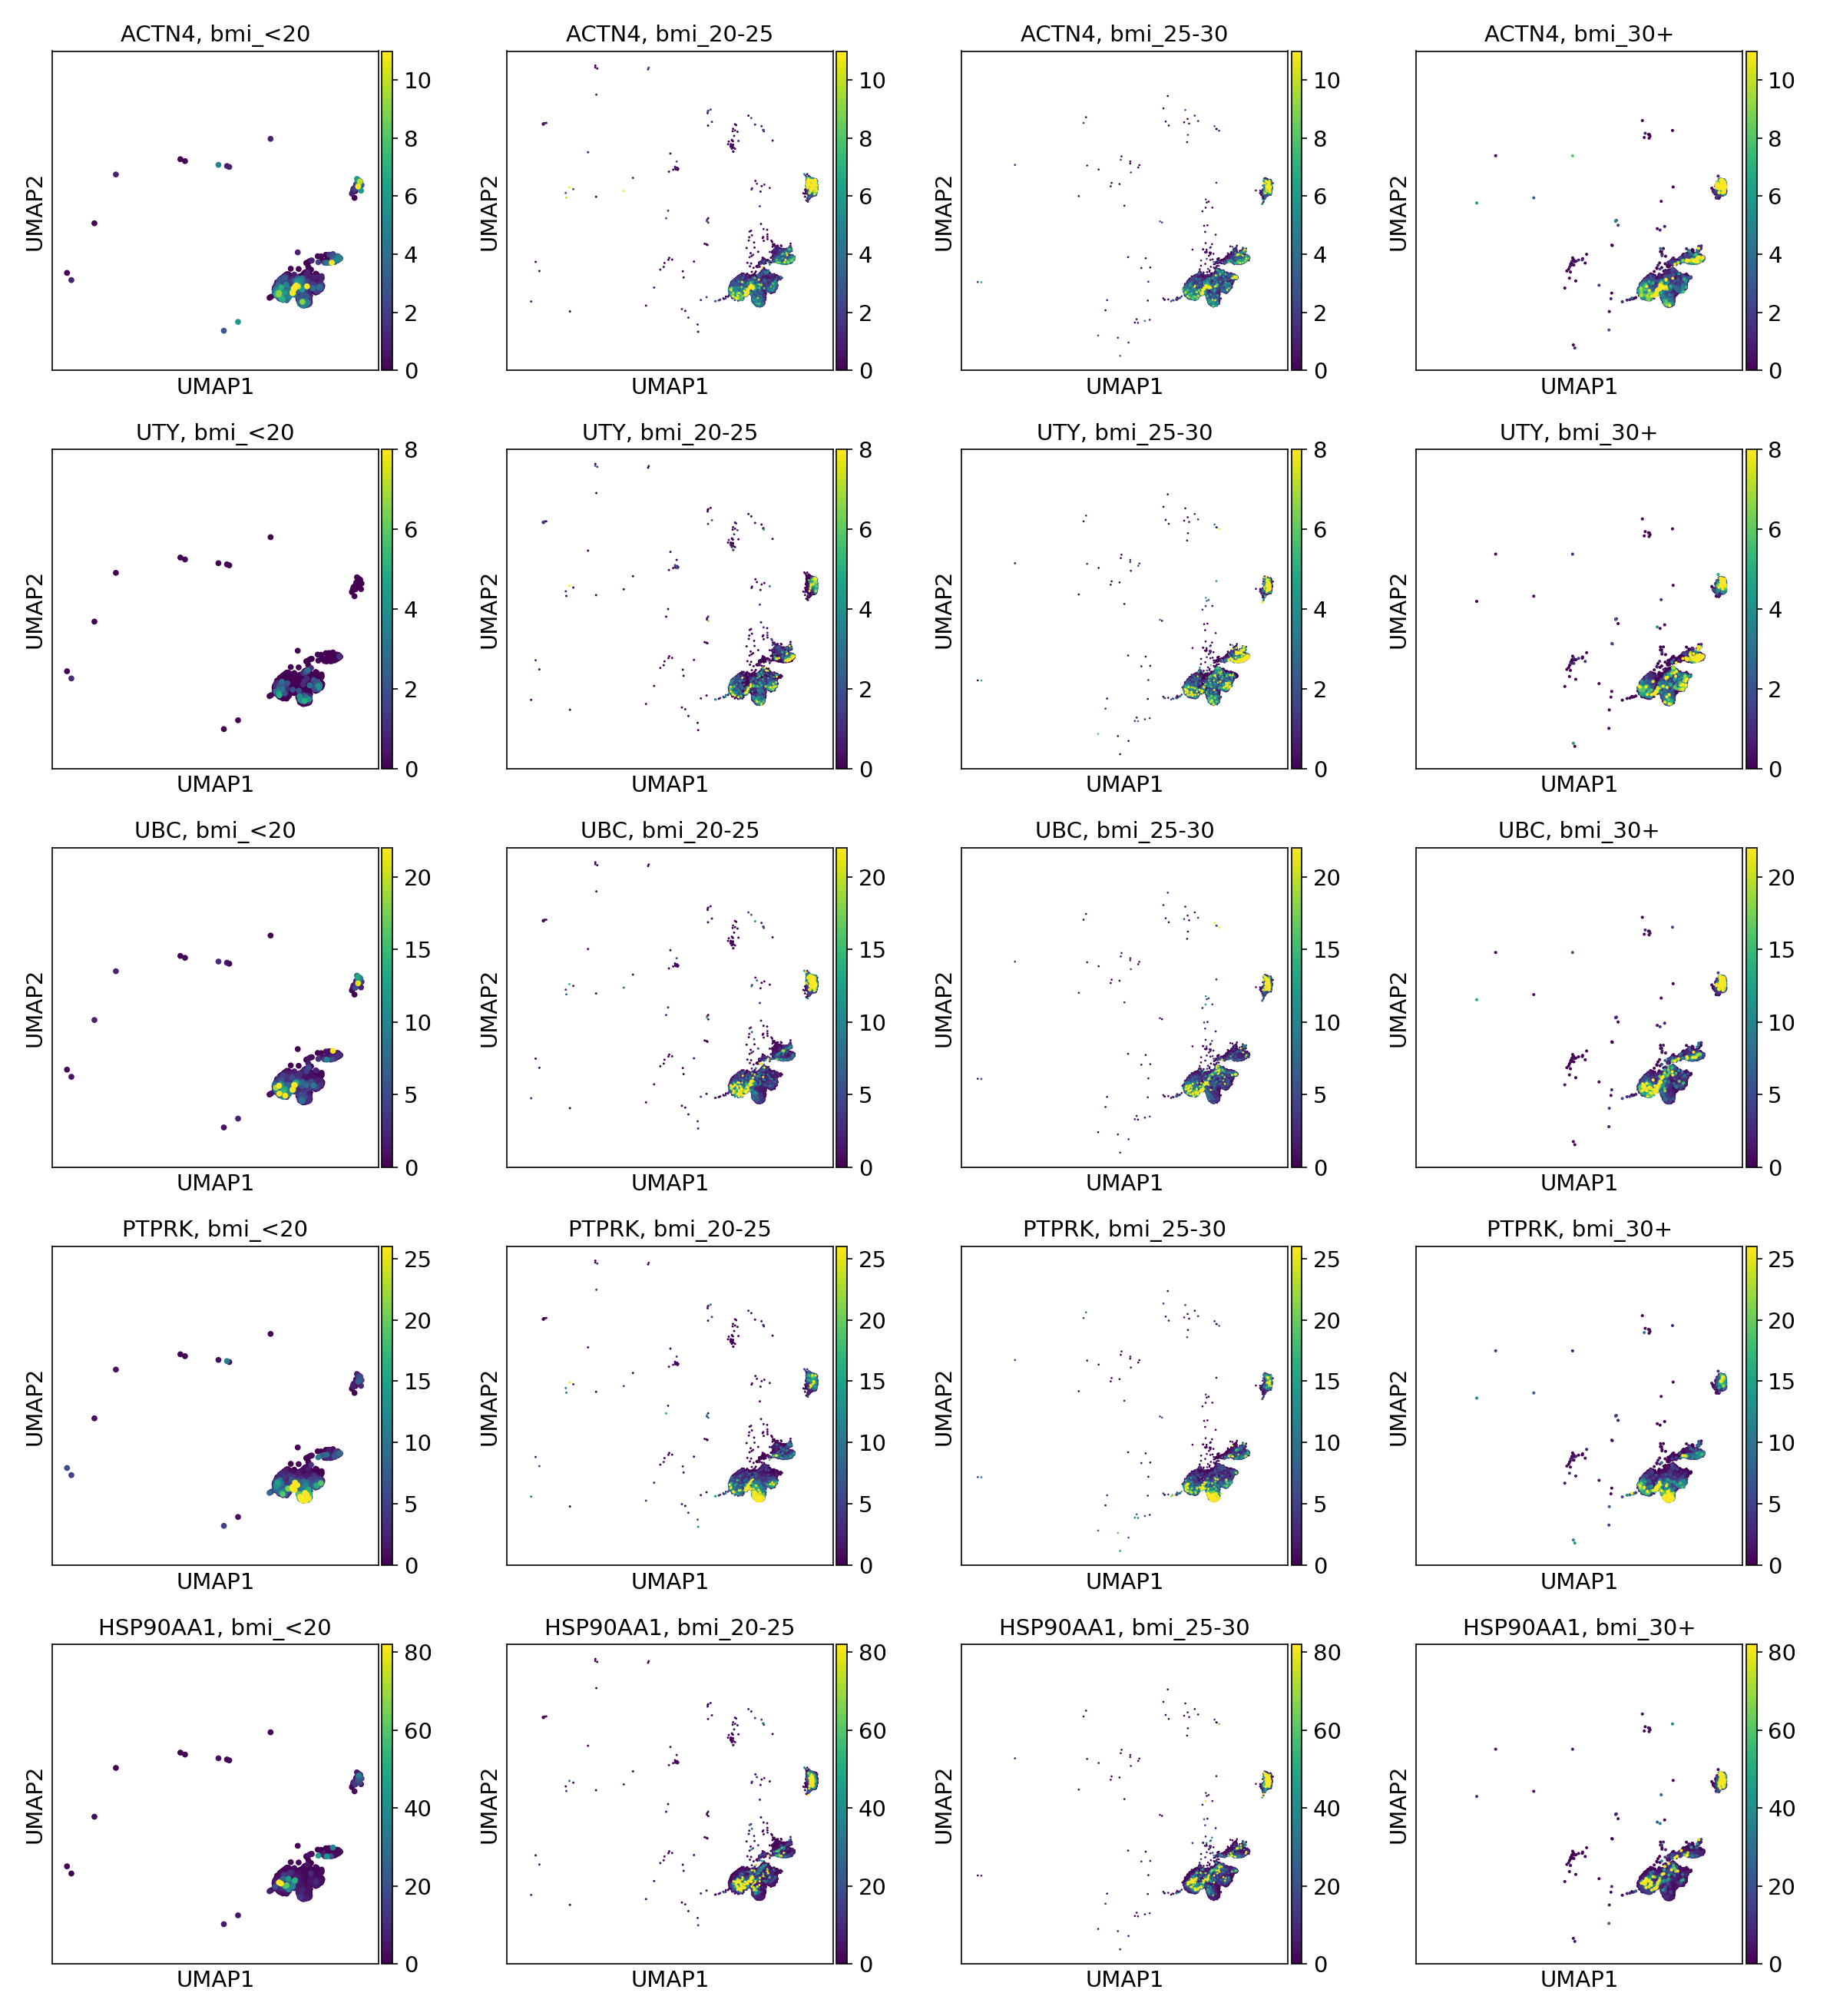 ACTN4, bmi_<20
ACTN4, bmi_20-25
ACTN4, bmi_25-30
ACTN4, bmi_30+
UMAP2
UMAP1
0
2
4
6
8
10
UMAP2
UMAP1
0
2
4
6
8
10
UMAP2
UMAP1
0
2
4
6
8
10
UMAP2
UMAP1
0
2
4
6
8
10
UTY, bmi_<20
UTY, bmi_20-25
UTY, bmi_25-30
UTY, bmi_30+
UMAP2
UMAP1
0
2
4
6
8
UMAP2
UMAP1
0
2
4
6
8
UMAP2
UMAP1
0
2
4
6
8
UMAP2
UMAP1
0
2
4
6
8
UBC, bmi_<20
UBC, bmi_20-25
UBC, bmi_25-30
UBC, bmi_30+
UMAP2
UMAP1
0
5
10
15
20
UMAP2
UMAP1
0
5
10
15
20
UMAP2
UMAP1
0
5
10
15
20
UMAP2
UMAP1
0
5
10
15
20
PTPRK, bmi_<20
PTPRK, bmi_20-25
PTPRK, bmi_25-30
PTPRK, bmi_30+
UMAP2
UMAP1
0
5
10
15
20
25
UMAP2
UMAP1
0
5
10
15
20
25
UMAP2
UMAP1
0
5
10
15
20
25
UMAP2
UMAP1
0
5
10
15
20
25
HSP90AA1, bmi_<20
HSP90AA1, bmi_20-25
HSP90AA1, bmi_25-30
HSP90AA1, bmi_30+
UMAP2
UMAP1
0
20
40
60
80
UMAP2
UMAP1
0
20
40
60
80
UMAP2
UMAP1
0
20
40
60
80
UMAP2
UMAP1
0
20
40
60
80